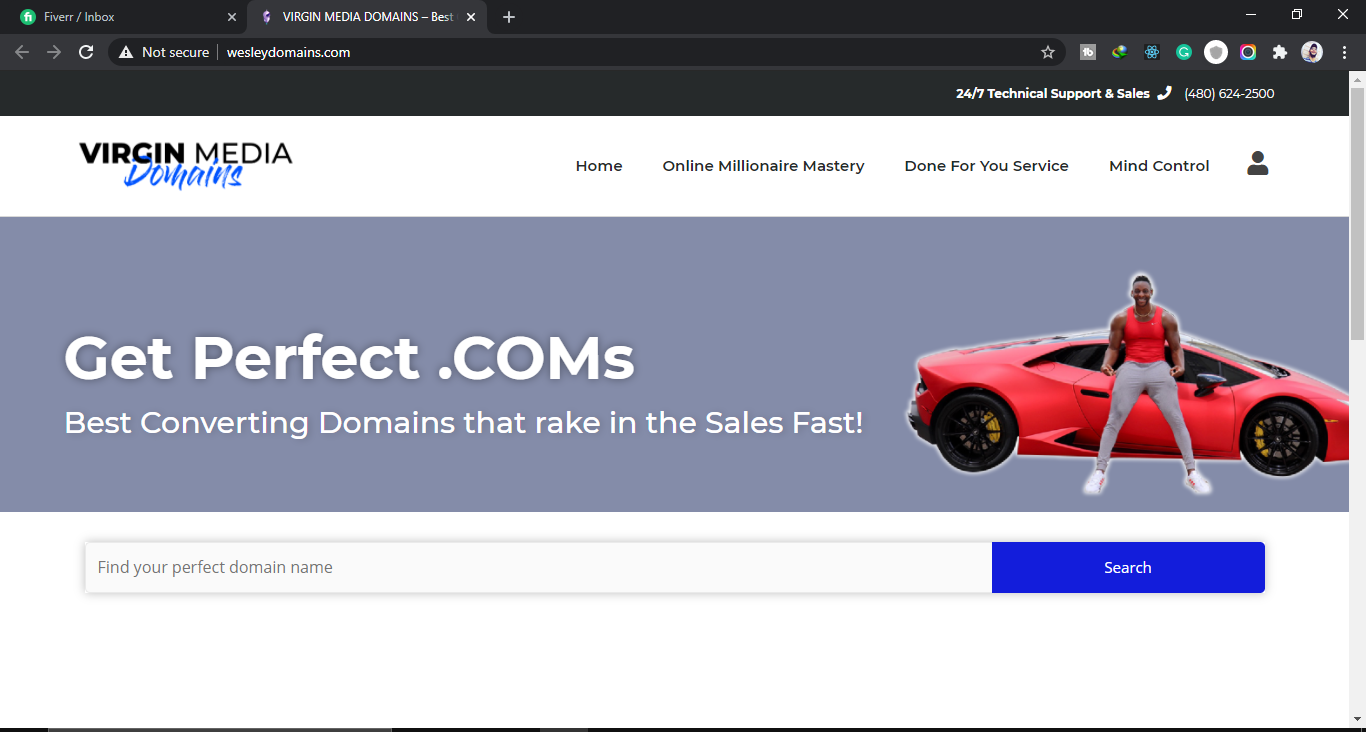 Fiverr / Inbox
VIRGIN MEDIA DOMAINS – Best
Not secure
wesleydomains.com
24/7 Technical Support & Sales (480) 624-2500
VIRGIN MEDIA
Domains
Home
Online Millionaire Mastery
Done For You Service
Mind Control
Get Perfect .COMs
Best Converting Domains that rake in the Sales Fast!
Find your perfect domain name
Search